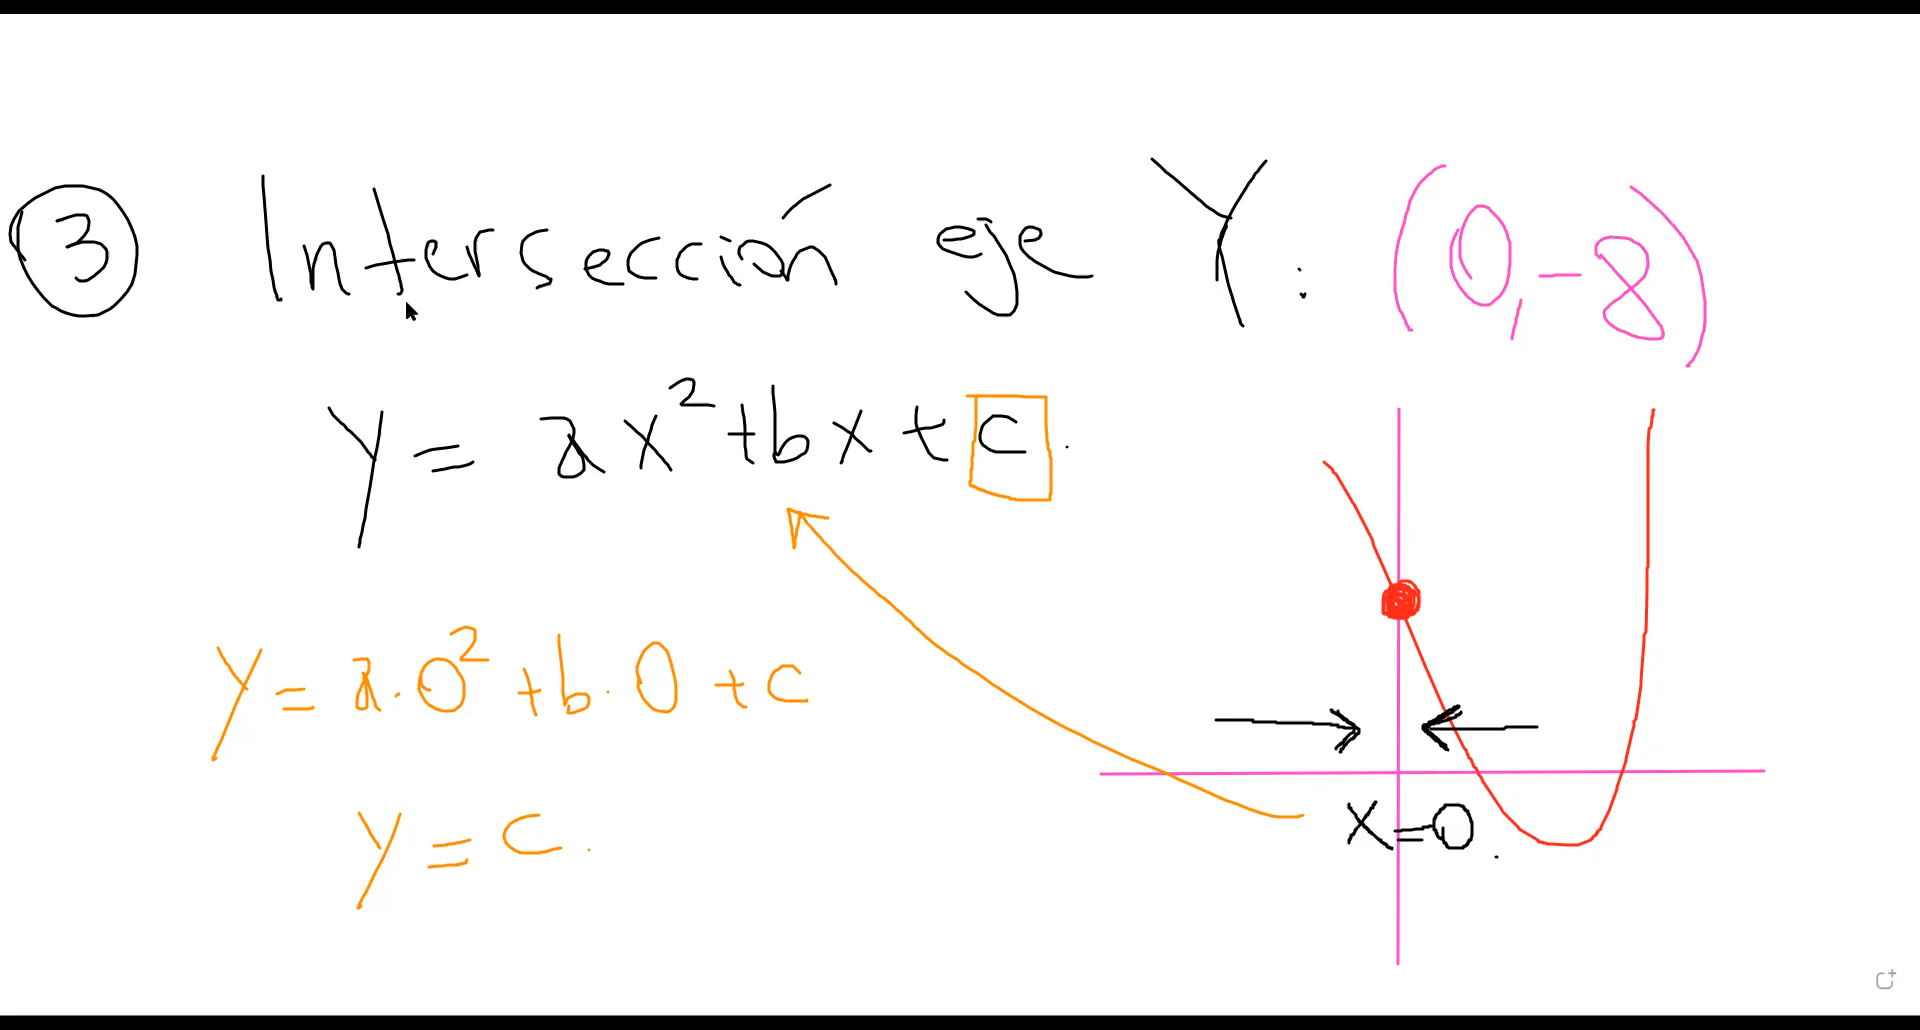 3 Intersección eje Y: (0,-8)
y = ax²+bx+c.
y = a·0²+b·0+c
y = c.
x=0.